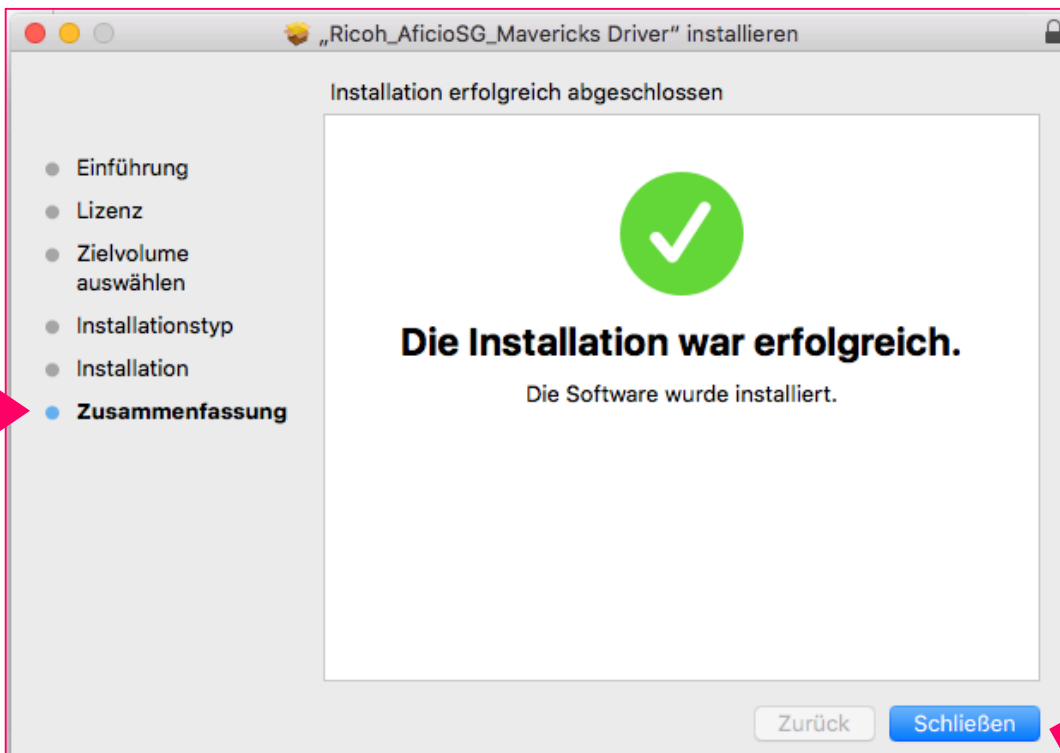 „Ricoh_AficioSG_Mavericks Driver“ installieren
Installation erfolgreich abgeschlossen
Einführung
Lizenz
Zielvolume
auswählen
Installationstyp
Installation
Zusammenfassung
Die Installation war erfolgreich.
Die Software wurde installiert.
Zurück
Schließen